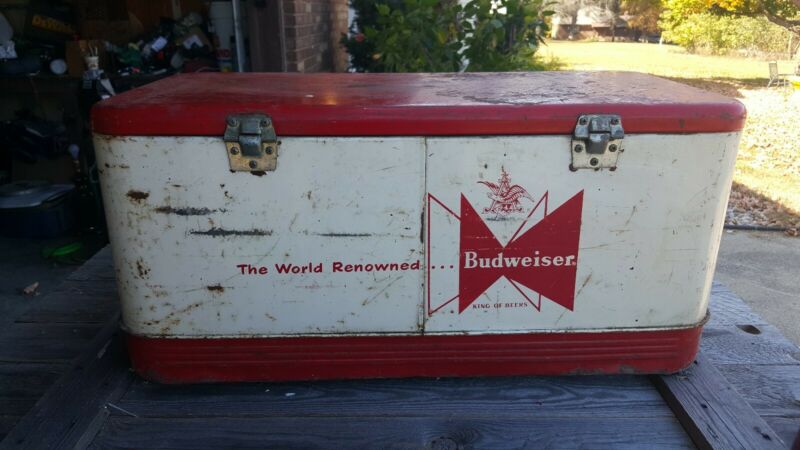 The World Renowned ... Budweiser.
KING OF BEERS